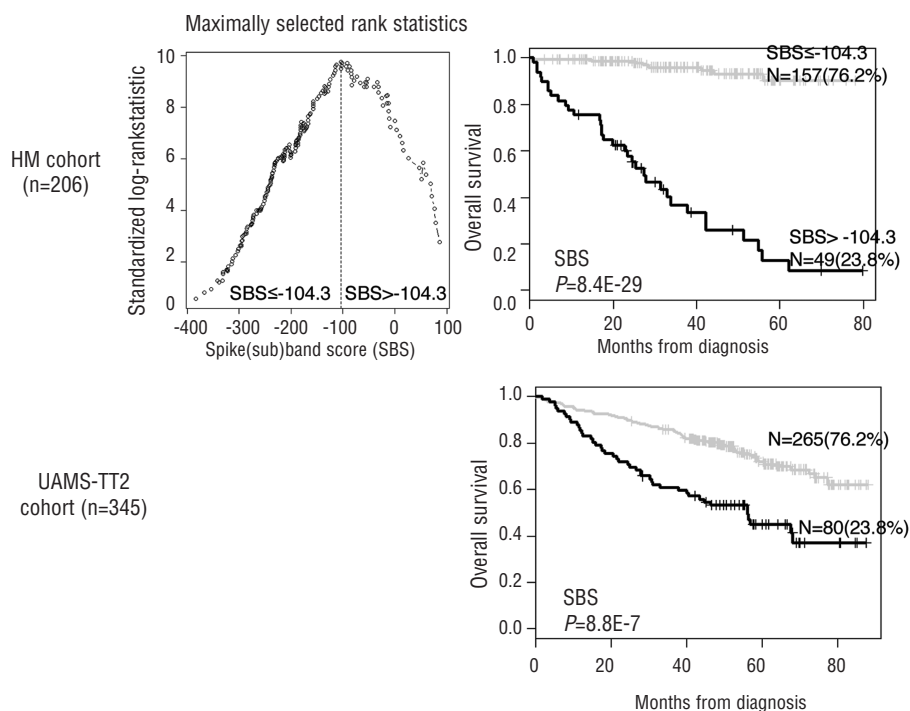 Maximally selected rank statistics
HM cohort
(n=206)
Standardized log-rankstatistic
10
8
6
4
2
0
SBS≤-104.3 SBS>-104.3
-400 -300 -200 -100 0 100
Spike(sub)band score (SBS)
Overall survival
1.0
0.8
0.6
0.4
0.2
0.0
SBS≤-104.3
N=157(76.2%)
SBS> -104.3
N=49(23.8%)
SBS
P=8.4E-29
0 20 40 60 80
Months from diagnosis
UAMS-TT2
cohort (n=345)
Overall survival
1.0
0.8
0.6
0.4
0.2
0.0
N=265(76.2%)
N=80(23.8%)
SBS
P=8.8E-7
0 20 40 60 80
Months from diagnosis